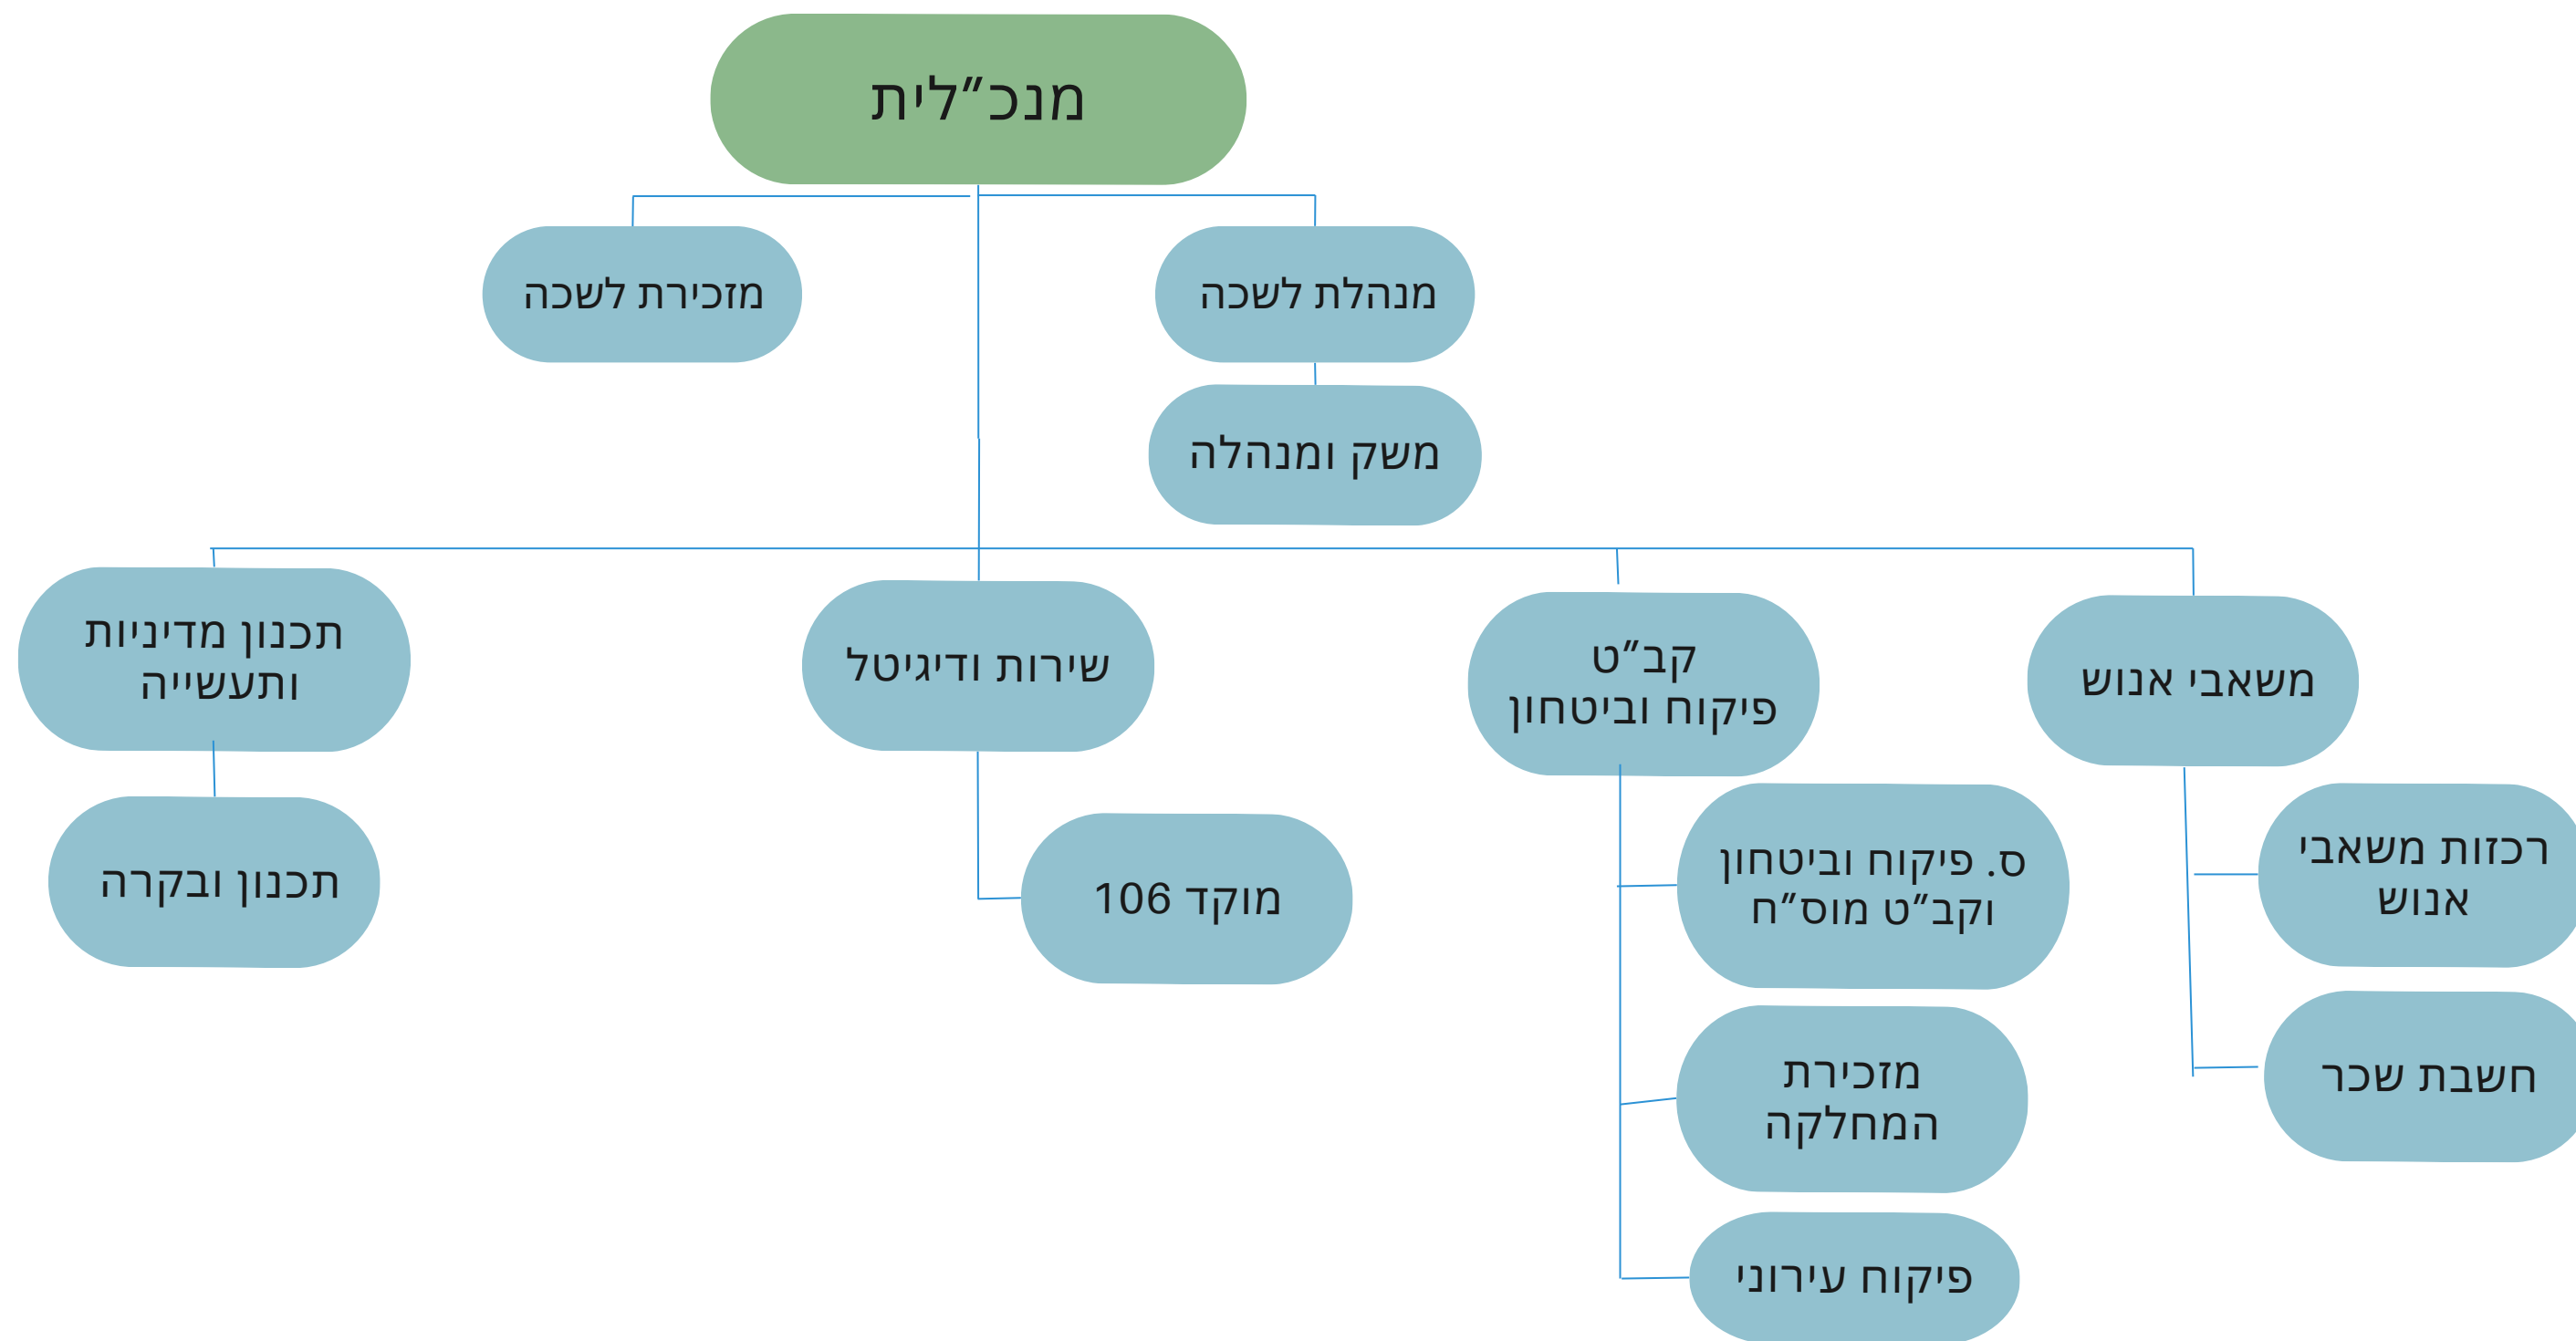 מנכ״לית
מנהלת לשכה
מזכירת לשכה
משק ומנהלה
משאבי אנוש
קב״ט
פיקוח וביטחון
שירות ודיגיטל
תכנון מדיניות
ותעשייה
רכזות משאבי
אנוש
חשבת שכר
ס. פיקוח וביטחון
וקב״ט מוס״ח
מזכירת
המחלקה
פיקוח עירוני
מוקד 106
תכנון ובקרה